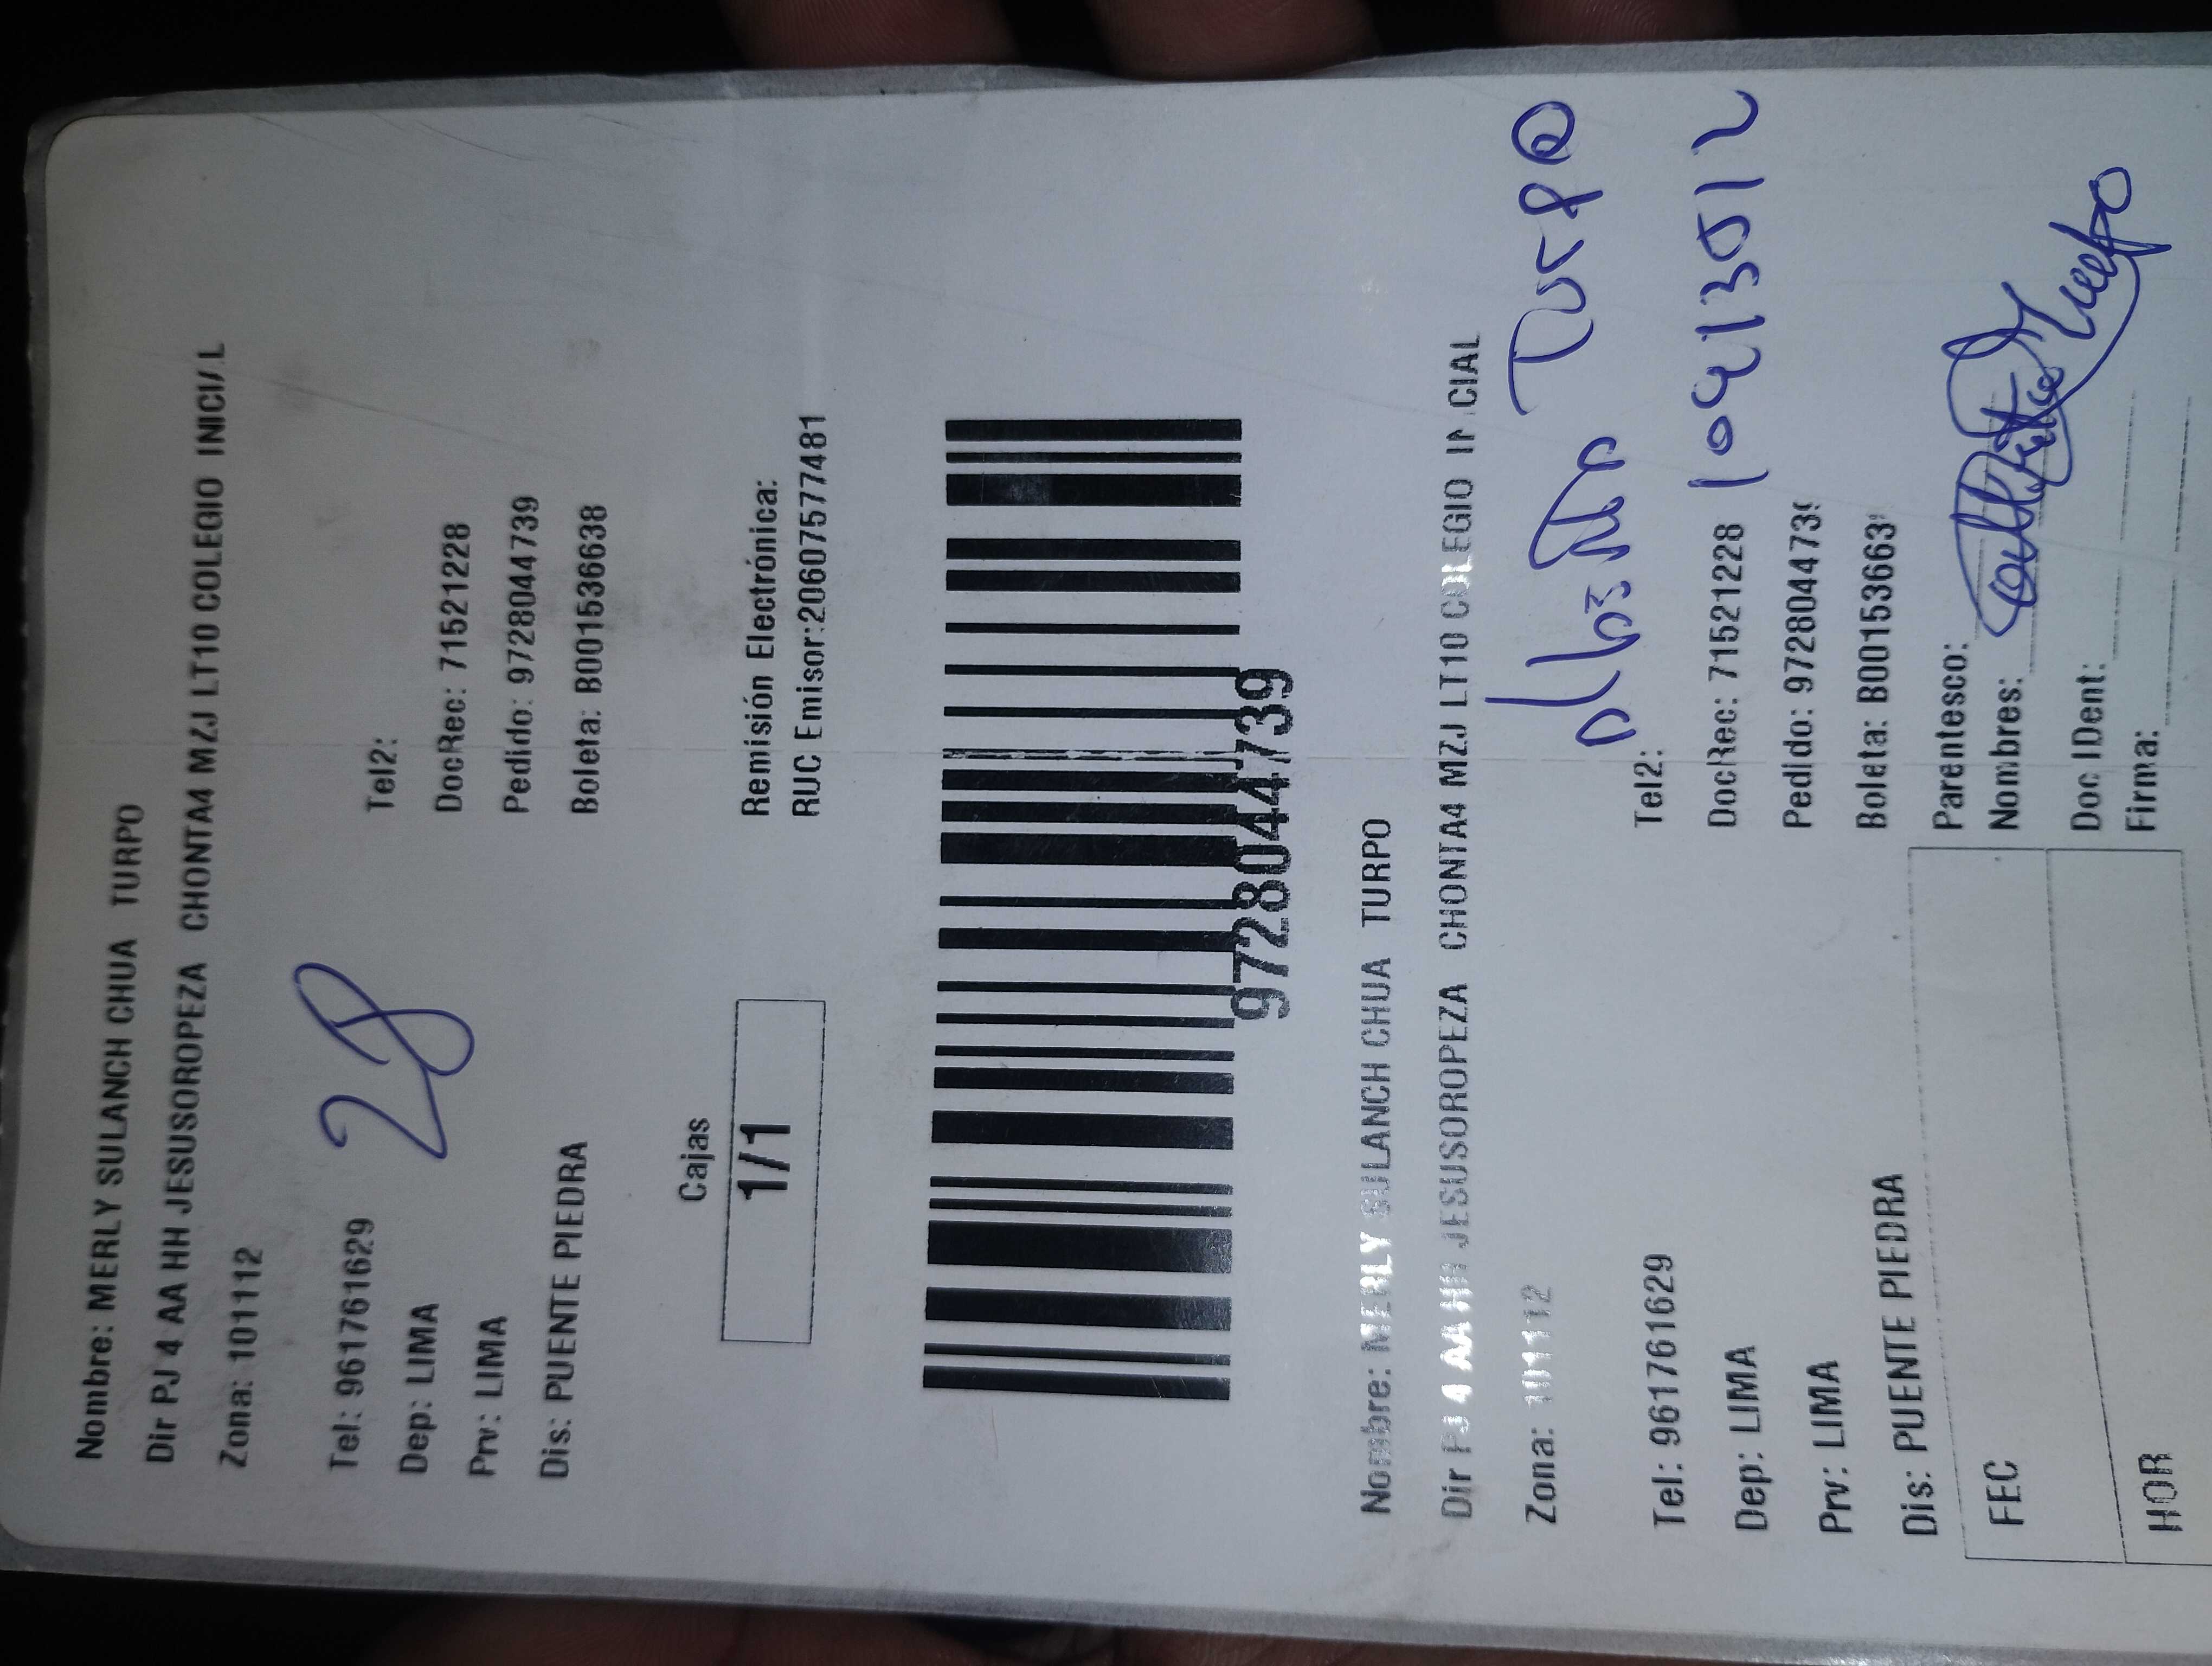 Nombre: MERLY SULANCH CHUA TURPO
Dir PJ 4 AA HH JESUSOROPEZA CHONTA4 MZJ LT10 COLEGIO INICI/L
Zona: 101112
28
Tel: 961761629 Tel2:
Dep: LIMA DocRec: 71521228
Prv: LIMA Pedido: 9728044739
Dis: PUENTE PIEDRA Boleta: B001536638
Cajas
1/1
Remisión Electrónica:
RUC Emisor:20607577481
9728044739
Nombre: MERLY SULANCH CHUA TURPO
Dir PJ 4 AA HH JESUSOROPEZA CHONTA4 MZJ LT10 COLEGIO IN CIAL
Zona: 101112
Turpo
Tel: 961761629 Tel2:
Dep: LIMA DocRec: 71521228
Prv: LIMA Pedido: 972804473
Dis: PUENTE PIEDRA Boleta: B00153663
FEC
HOR
Parentesco:
Nombres:
Doc IDent:
Firma: